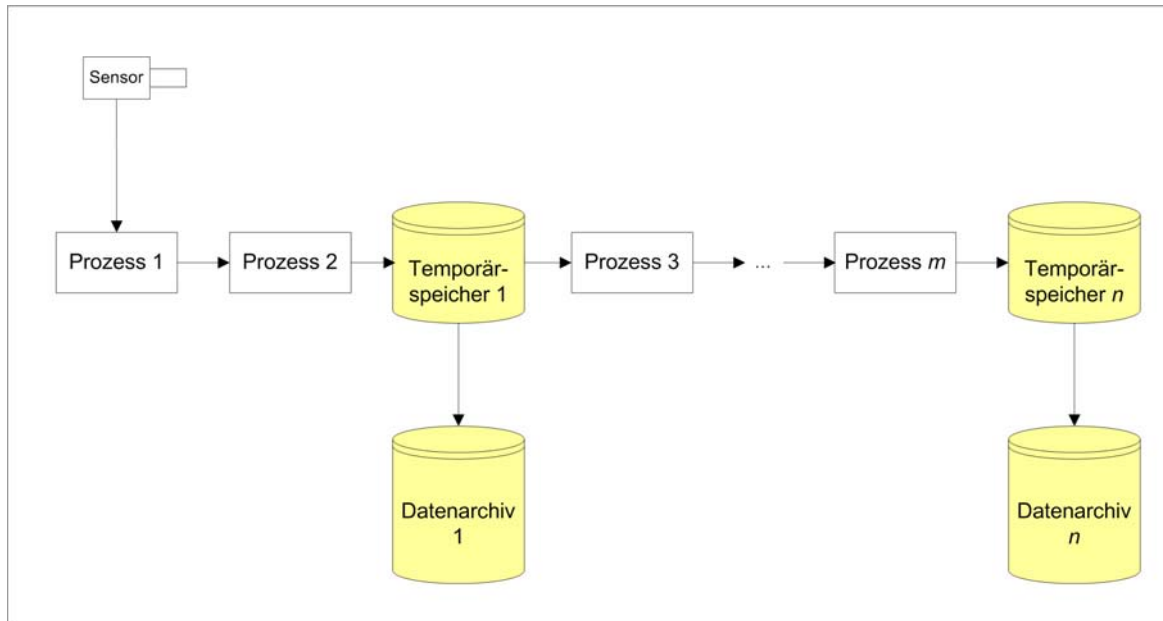 Sensor
Prozess 1
Prozess 2
Temporär-
speicher 1
Prozess 3
...
Prozess m
Temporär-
speicher n
Datenarchiv
1
Datenarchiv
n